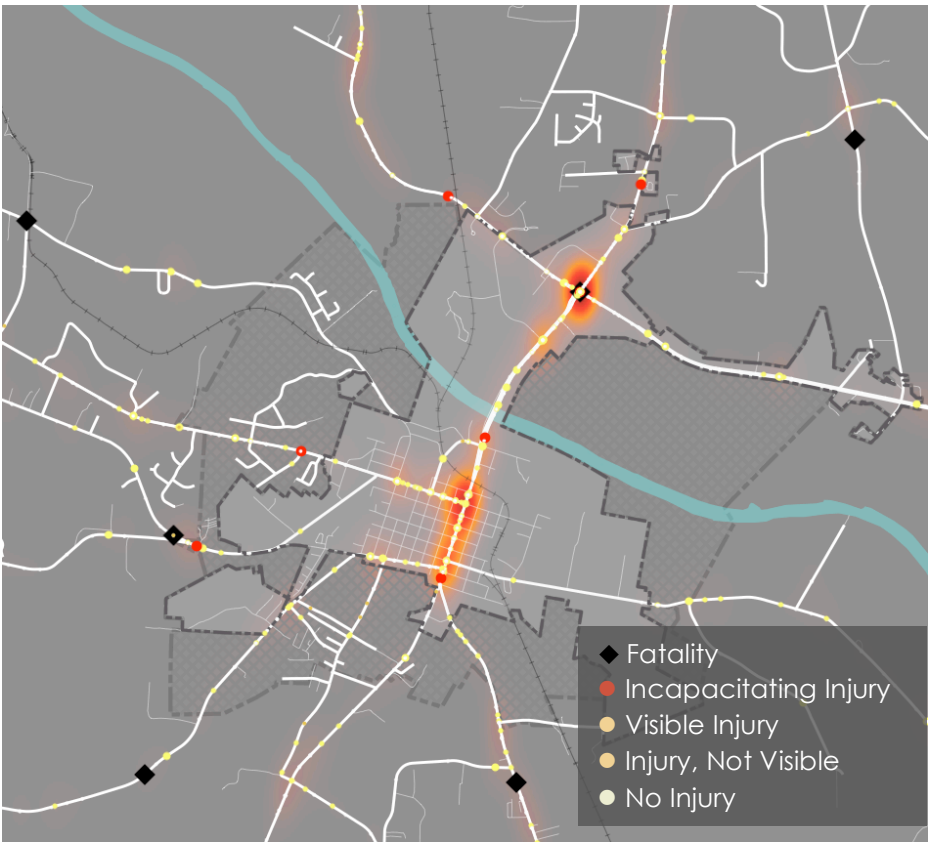 Fatality
Incapacitating Injury
Visible Injury
Injury, Not Visible
No Injury